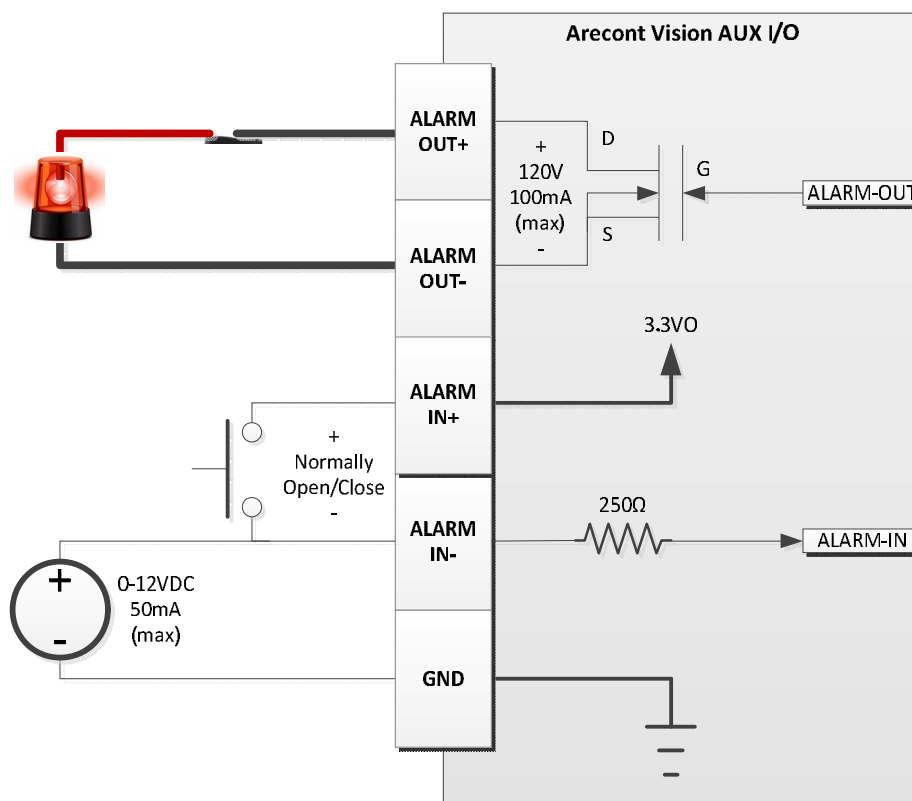 Arecont Vision AUX I/O
ALARM
OUT+
D
+
120V
100mA
(max)
-
G
ALARM-OUT
S
ALARM
OUT-
3.3VO
ALARM
IN+
+
Normally
Open/Close
-
250Ω
ALARM
IN-
ALARM-IN
+
-
0-12VDC
50mA
(max)
GND